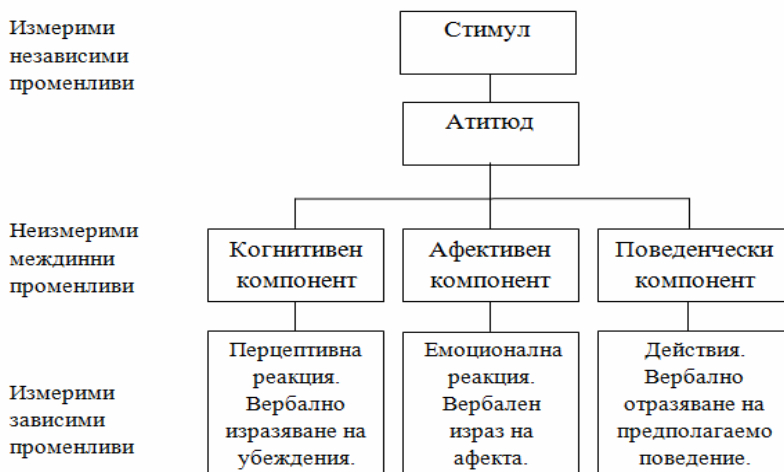 Измерими
независими
променливи
Стимул
Атитюд
Неизмерими
междинни
променливи
Когнитивен
компонент
Афективен
компонент
Поведенчески
компонент
Измерими
зависими
променливи
Перцептивна
реакция.
Вербално
изразяване на
убеждения.
Емоционална
реакция.
Вербален
израз на
афекта.
Действия.
Вербално
отразяване на
предполагаемо
поведение.